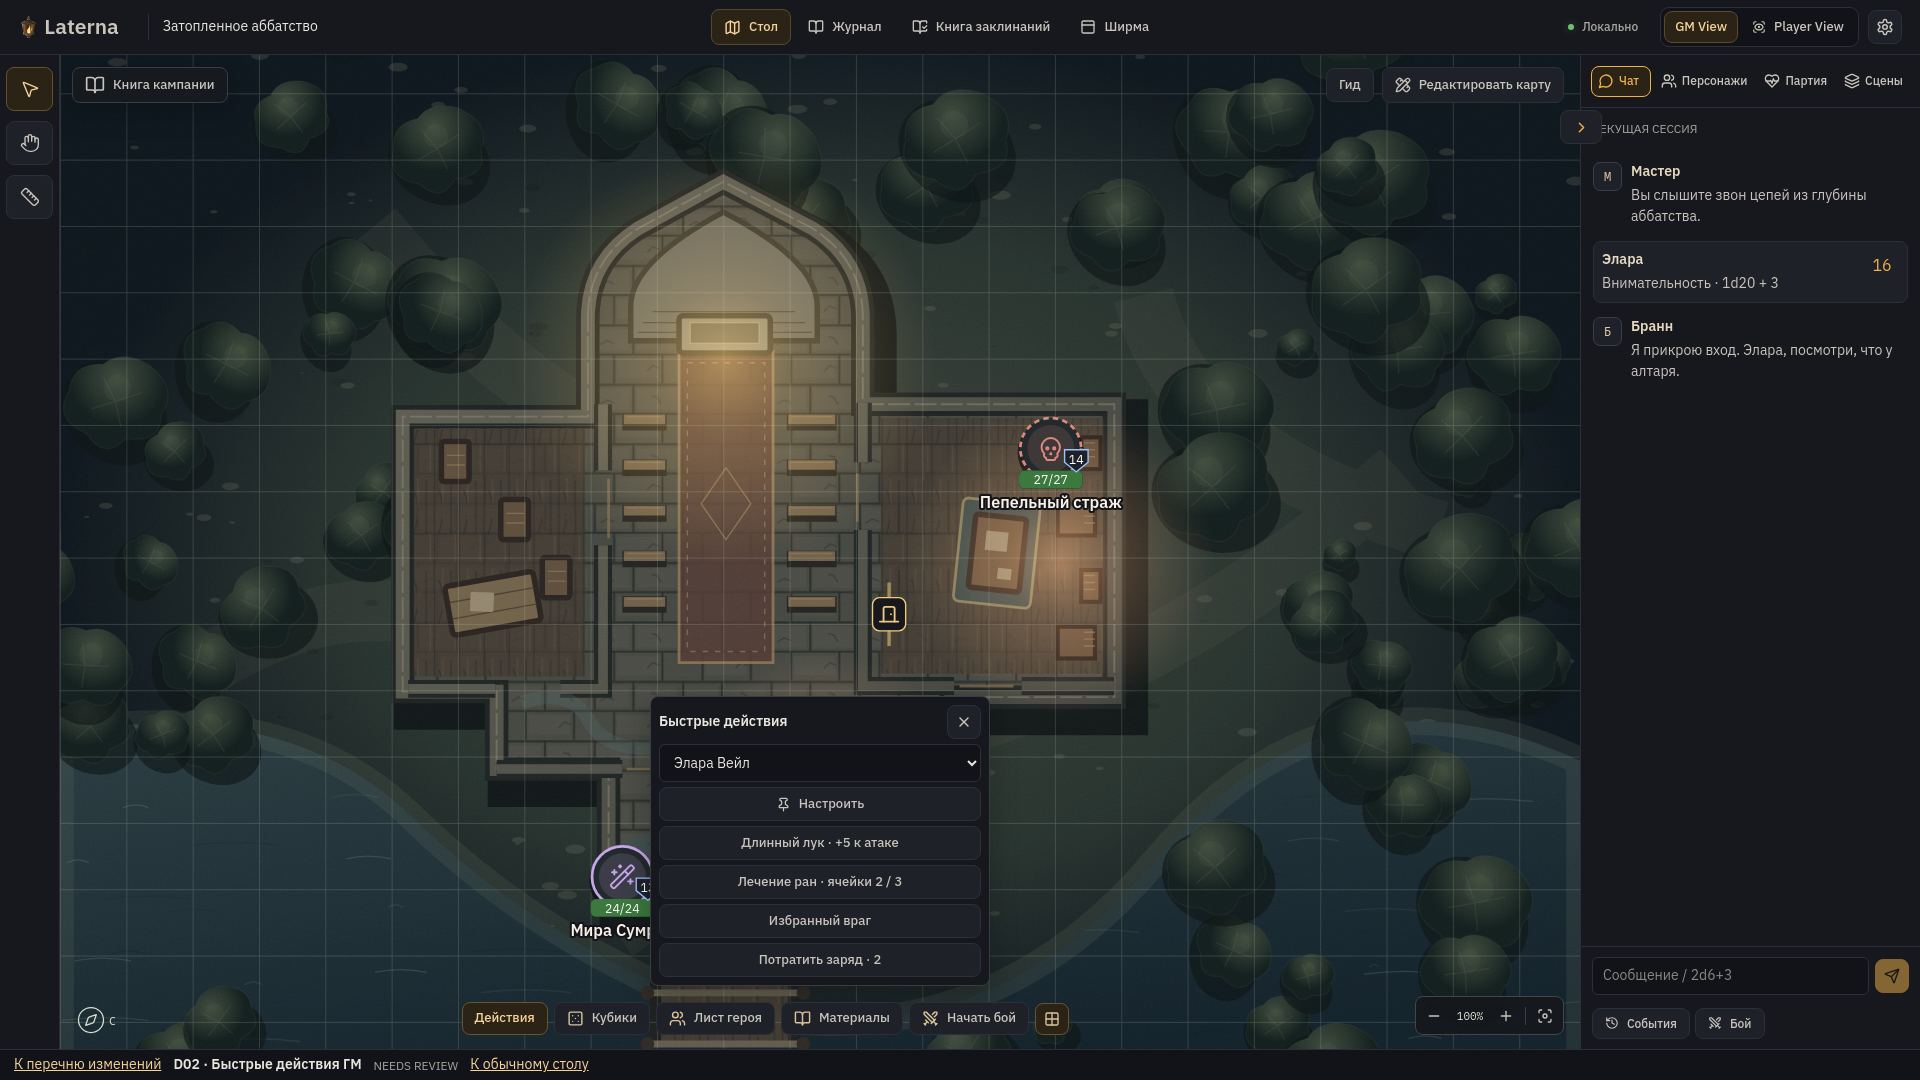 Laterna
Затопленное аббатство
Стол
Журнал
Книга заклинаний
Ширма
Локально
GM View
Player View
Книга кампании
Гид
Редактировать карту
Чат
Персонажи
Партия
Сцены
ЕКУЩАЯ СЕССИЯ
М
Мастер
Вы слышите звон цепей из глубины
аббатства.
Элара
16
Внимательность · 1d20 + 3
Б
Бранн
Я прикрою вход. Элара, посмотри, что у
алтаря.
14
27/27
Пепельный страж
Быстрые действия
Элара Вейл
Настроить
Длинный лук · +5 к атаке
Лечение ран · ячейки 2 / 3
Избранный враг
Потратить заряд · 2
24/24
Мира
С
Действия
Кубики
Лист героя
Материалы
Начать бой
100%
Сообщение / 2d6+3
События
Бой
К перечню изменений
D02 · Быстрые действия ГМ
NEEDS REVIEW
К обычному столу